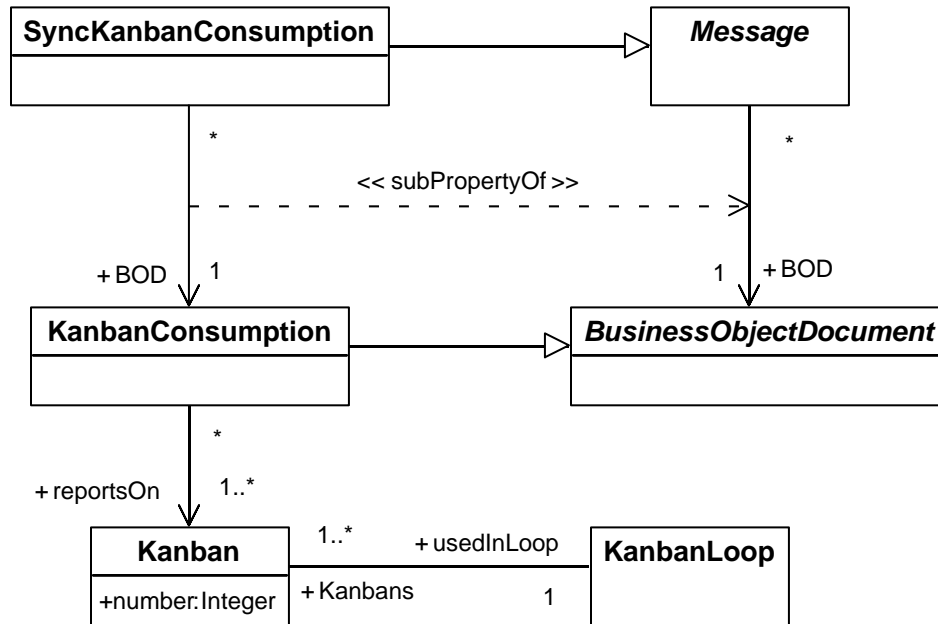 SyncKanbanConsumption
Message
*
*
<< subPropertyOf >>
+ BOD
1
1
+ BOD
KanbanConsumption
BusinessObjectDocument
*
+ reportsOn
1..*
Kanban
1..*
+ usedInLoop
KanbanLoop
+number:Integer
+ Kanbans
1